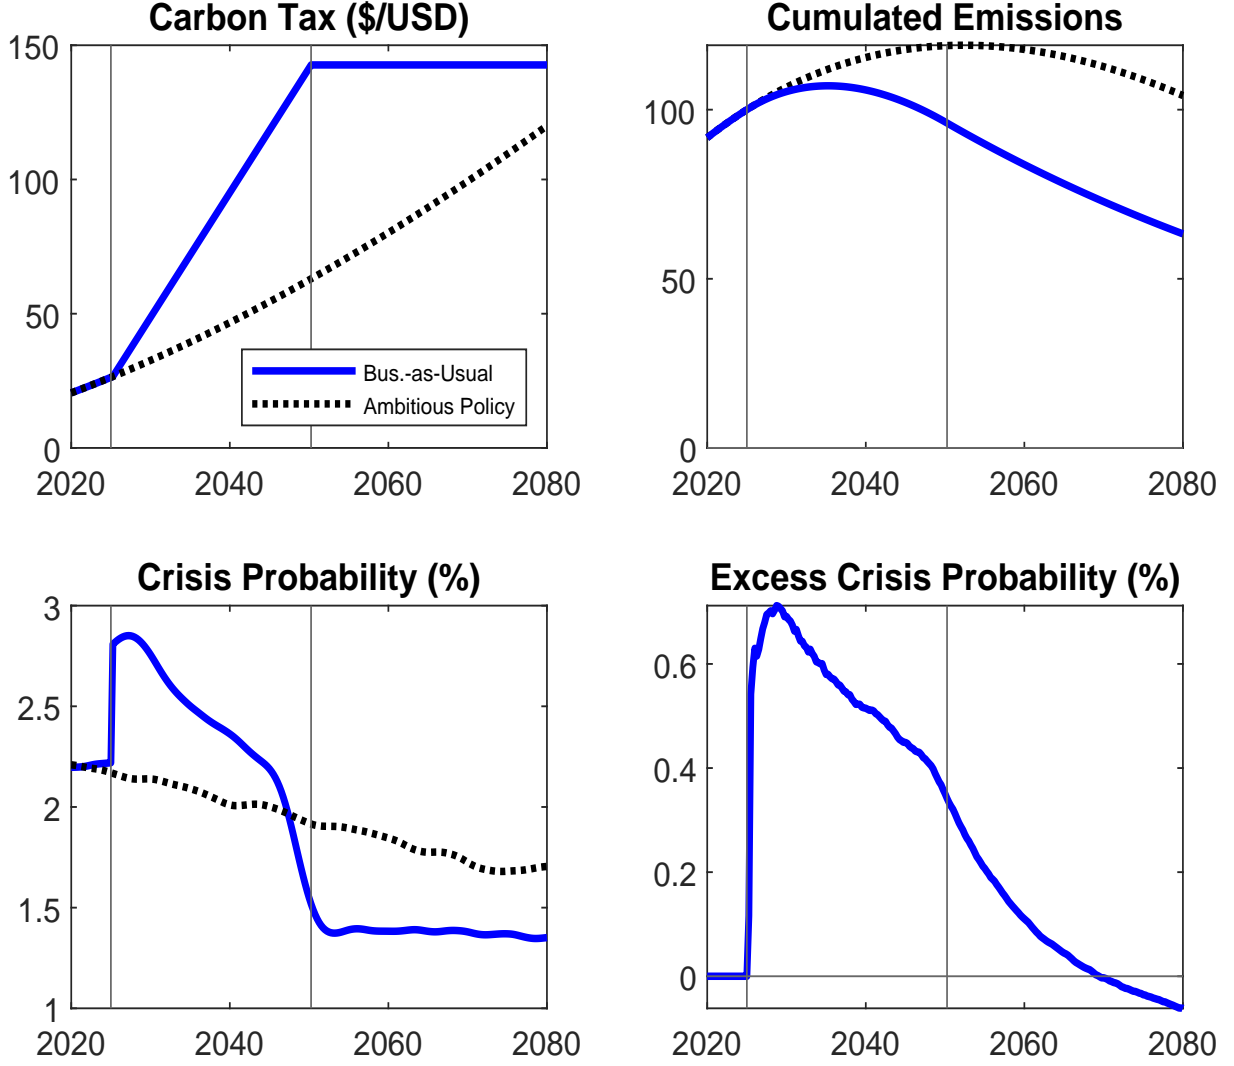 Carbon Tax ($/USD)
150
100
50
0
2020 2040 2060 2080
Bus.-as-Usual
Ambitious Policy
Cumulated Emissions
100
50
0
2020 2040 2060 2080
Crisis Probability (%)
3
2.5
2
1.5
1
2020 2040 2060 2080
Excess Crisis Probability (%)
0.6
0.4
0.2
0
2020 2040 2060 2080